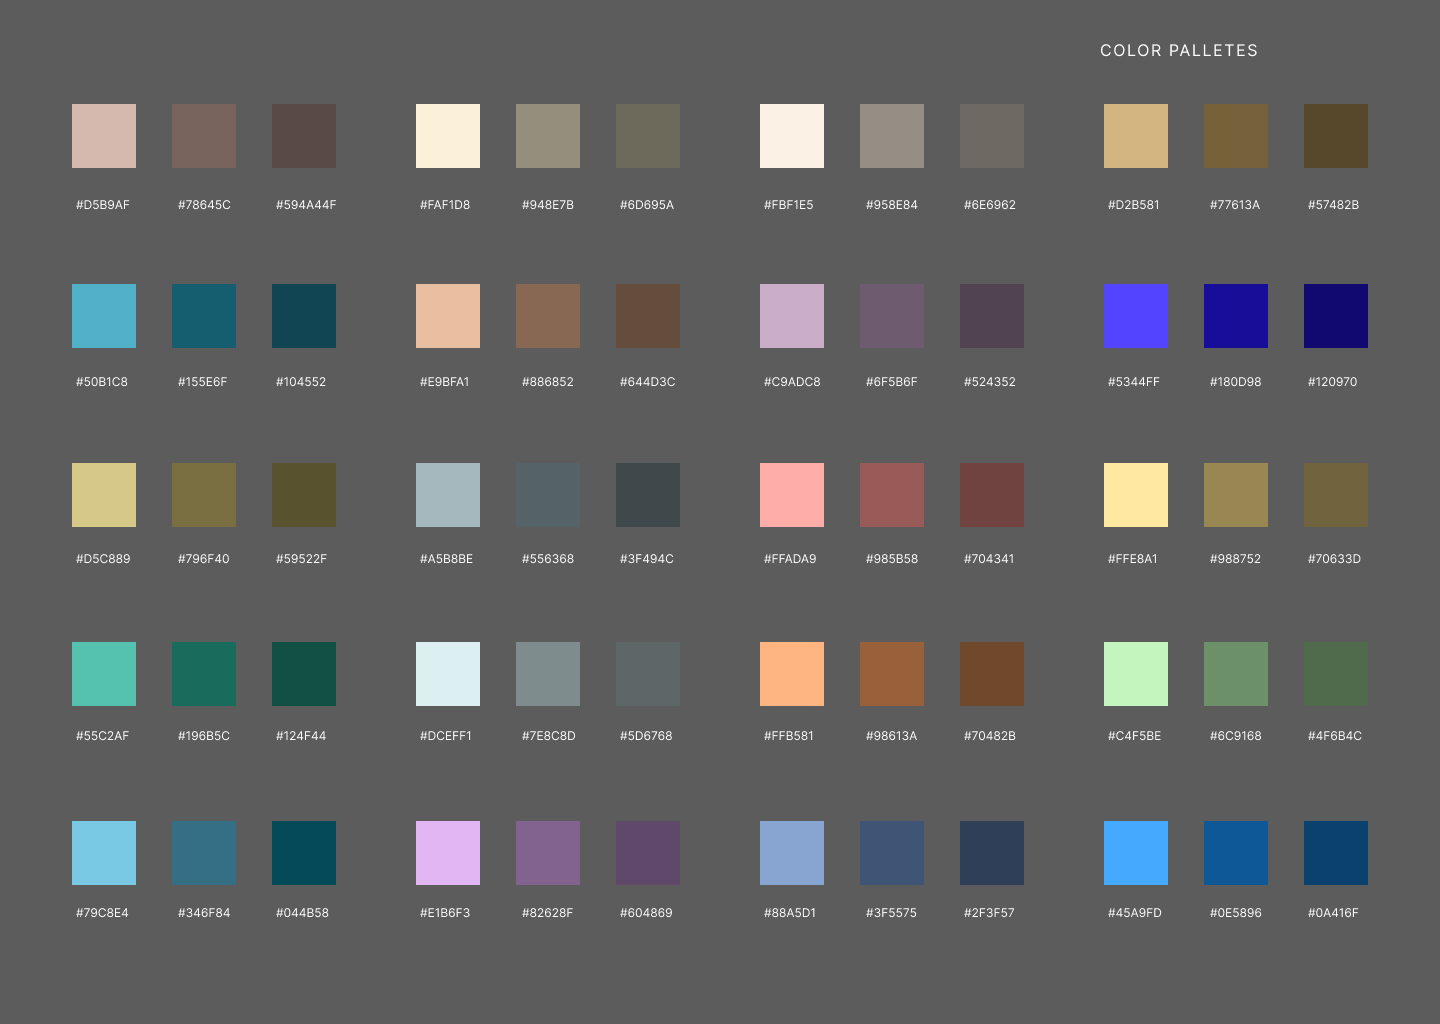 COLOR PALLETES
#D5B9AF #78645C #594A44F #FAF1D8 #948E7B #6D695A #FBF1E5 #958E84 #6E6962 #D2B581 #77613A #57482B
#50B1C8 #155E6F #104552 #E9BFA1 #886852 #644D3C #C9ADC8 #6F5B6F #524352 #5344FF #180D98 #120970
#D5C889 #796F40 #59522F #A5B8BE #556368 #3F494C #FFADA9 #985B58 #704341 #FFE8A1 #988752 #70633D
#55C2AF #196B5C #124F44 #DCEFF1 #7E8C8D #5D6768 #FFB581 #98613A #70482B #C4F5BE #6C9168 #4F6B4C
#79C8E4 #346F84 #044B58 #E1B6F3 #82628F #604869 #88A5D1 #3F5575 #2F3F57 #45A9FD #0E5896 #0A416F